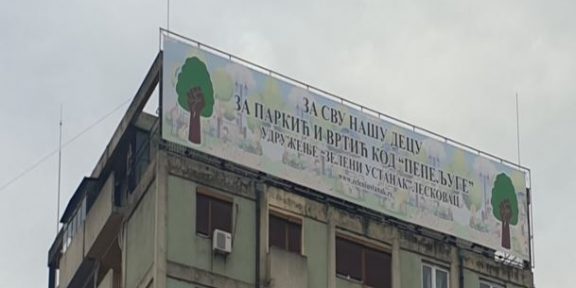 ЗА СВУ НАШУ ДЕЦУ
ЗА ПАРКИЋ И ВРТИЋ КОД "ПЕПЕЉУГЕ"
УДРУЖЕЊЕ "ЗЕЛЕНИ УСТАНАК" ЛЕСКОВАЦ